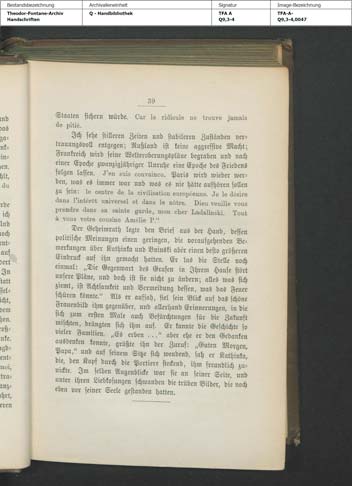 Bestandsbezeichnung
Archivalieneinheit
Signatur
Image-Bezeichnung
Theodor-Fontane-Archiv
Handschriften
Q - Handbibliothek
TFA A
Q9,3-4
TFA-A-
Q9,3-4,0047
39
Staaten sichern würde. Car le ridicule ne trouve jamais
de pitié.
Ich sehe stilleren Zeiten und stabileren Zuständen ver-
trauungsvoll entgegen; Rußland ist keine aggressive Macht;
Frankreich wird seine Welteroberungspläne begraben und nach
einer Epoche zwanzigjähriger Unruhe eine Epoche des Friedens
folgen lassen. J'en suis convaincu. Paris wird wieder wer-
den, was es immer war und was es nie hätte aufhören sollen
zu sein: le centre de la civilisation européenne. Je le désire
dans l'intérêt universel et dans le nôtre. Dieu veuille vous
prendre dans sa sainte garde, mon cher Ladalinski. Tout
à vous votre cousine Amélie P."
Der Geheimrath legte den Brief aus der Hand, dessen
politische Meinungen einen geringen, die voraufgehenden Be-
merkungen über Kathinka und Bninski aber einen desto größeren
Eindruck auf ihn gemacht hatten. Er las die Stelle noch
einmal: „Die Gegenwart des Grafen in Ihrem Hause stört
unsre Pläne, und doch ist sie nicht zu ändern; alles was sich
ziemt, ist Achtsamkeit und Vermeidung dessen, was das Feuer
schüren könnte." Als er aufsah, fiel sein Blick auf das schöne
Frauenbild ihm gegenüber, und allerhand Erinnerungen, in die
sich zum ersten Male auch Befürchtungen für die Zukunft
mischten, drängten sich ihm auf. Er kannte die Geschichte so
vieler Familien. „Es erben ..." aber ehe er den Gedanken
ausdenken konnte, grüßte ihn der Zuruf: „Guten Morgen,
Papa," und auf seinem Sitze sich wendend, sah er Kathinka,
die, den Kopf durch die Portiere steckend, ihm freundlich zu-
nickte. Im selben Augenblicke war sie an seiner Seite, und
unter ihren Liebkosungen schwanden die trüben Bilder, die noch
eben vor seiner Seele gestanden hatten.